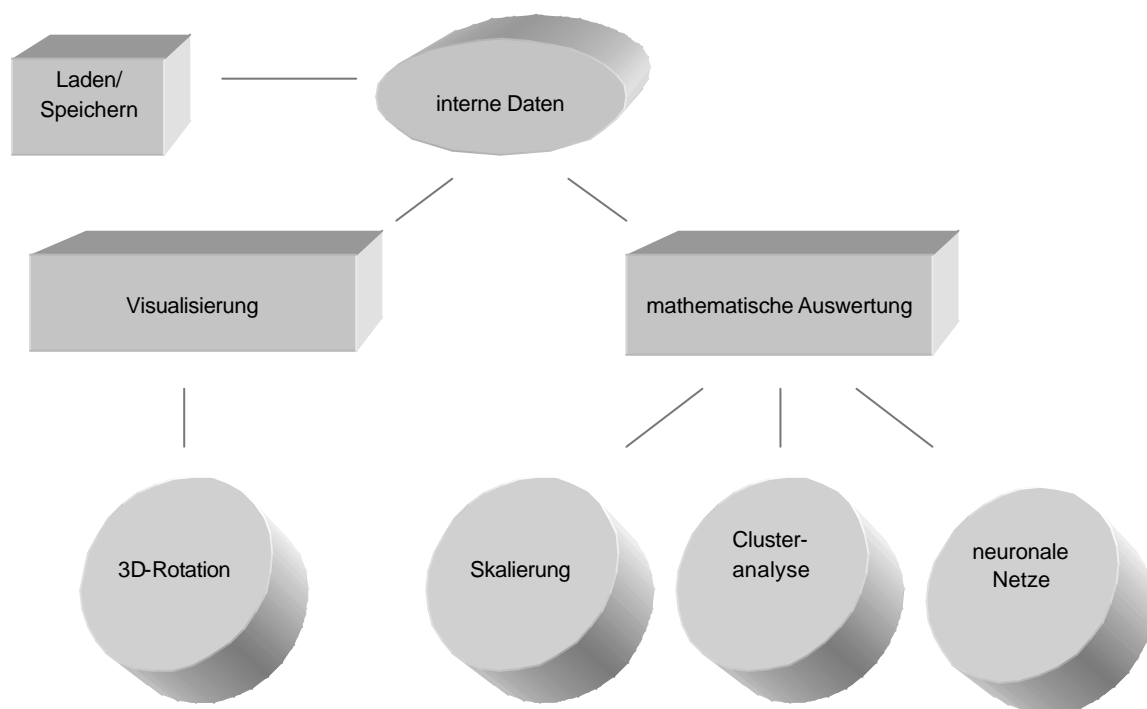 Laden/
Speichern
interne Daten
Visualisierung
mathematische Auswertung
3D-Rotation
Skalierung
Cluster-
analyse
neuronale
Netze